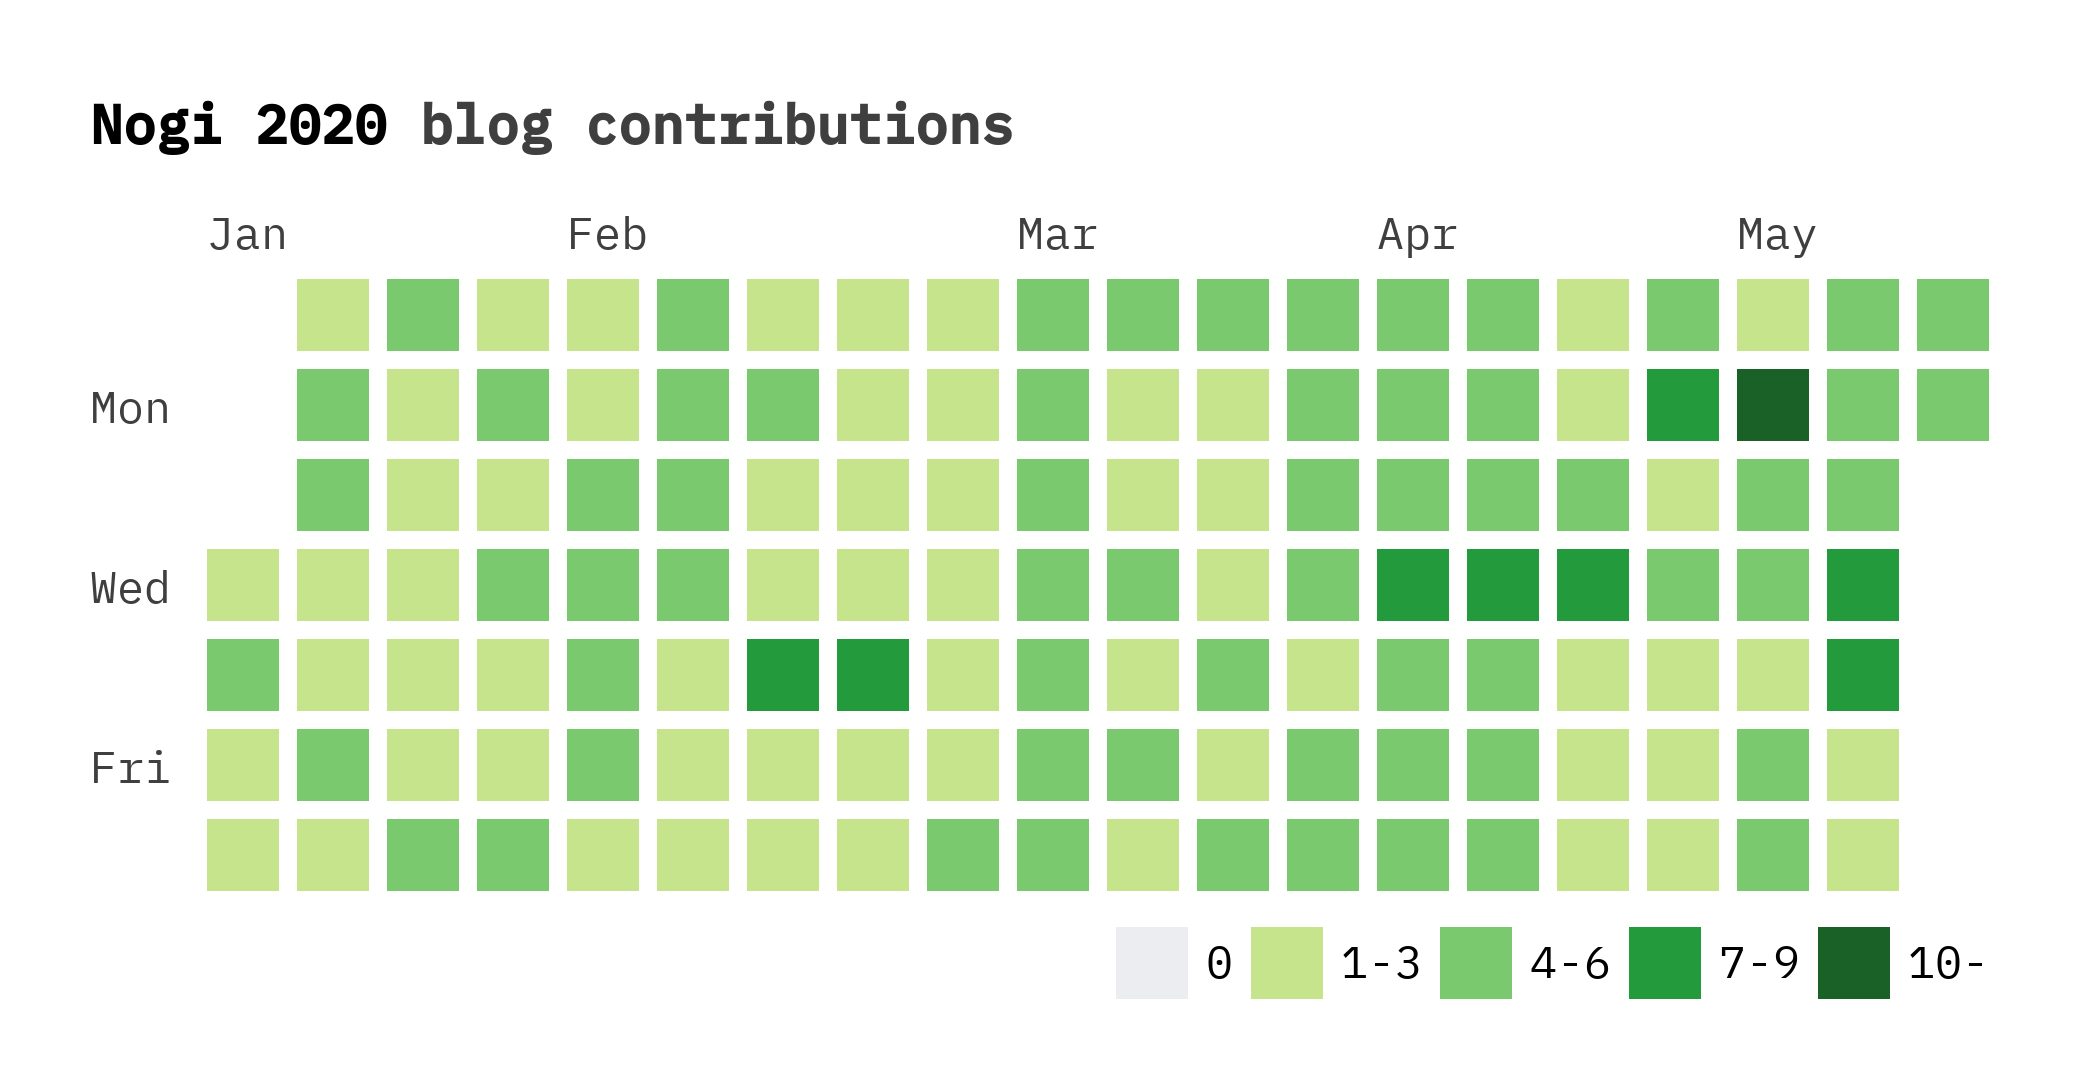 Nogi 2020 blog contributions
Jan Feb Mar Apr May
Mon
Wed
Fri
0 1-3 4-6 7-9 10-